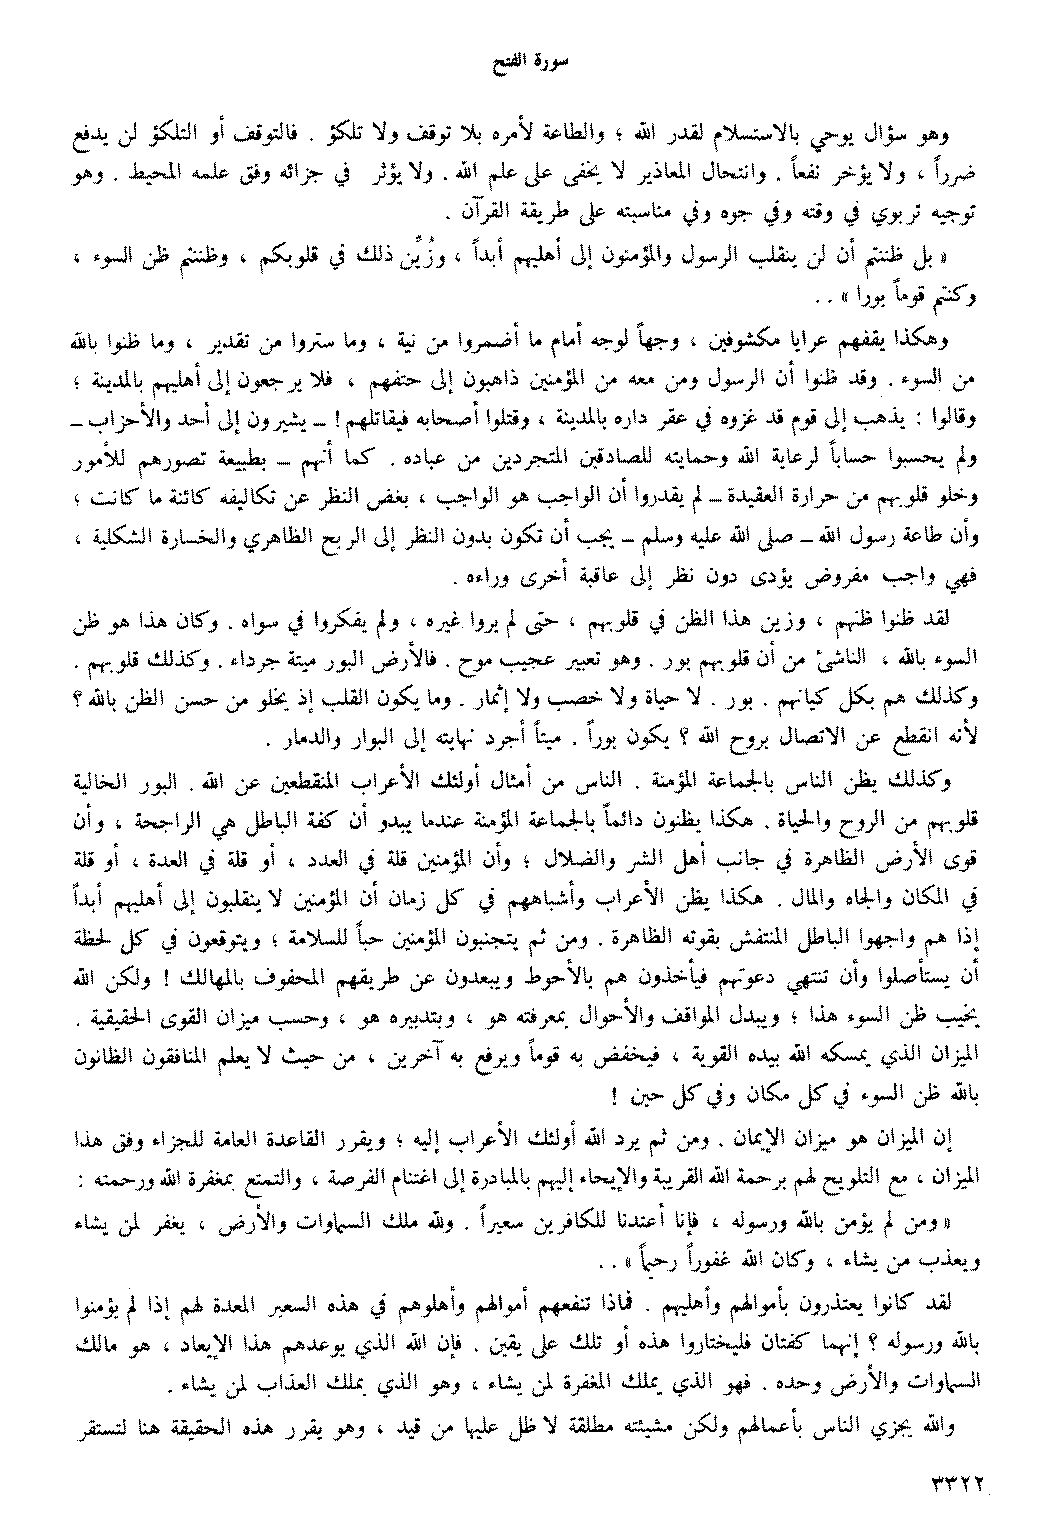 سورة الفتح
وهو سؤال يوحي بالاستسلام لقدر الله ؛ والطاعة لأمره بلا توقف ولا تلكؤ . فالتوقف أو التلكؤ لن يدفع
ضرراً ، ولا يؤخر نفعاً . وانتحال المعاذير لا يخفى على علم الله . ولا يؤثر في جزائه وفق علمه المحيط . وهو
توجيه تربوي في وقته وفي جوه وفي مناسبته على طريقة القرآن .
« بل ظننتم أن لن ينقلب الرسول والمؤمنون إلى أهليهم أبداً ، وزُيِّن ذلك في قلوبكم ، وظننتم ظن السوء ،
وكنتم قوماً بورا » ..
وهكذا يقفهم عرايا مكشوفين ، وجهاً لوجه أمام ما أضمروا من نية ، وما ستروا من تقدير ، وما ظنوا بالله
من السوء . وقد ظنوا أن الرسول ومن معه من المؤمنين ذاهبون إلى حتفهم ، فلا يرجعون إلى أهليهم بالمدينة ؛
وقالوا : يذهب إلى قوم قد غزوه في عقر داره بالمدينة ، وقتلوا أصحابه فيقاتلهم ! – يشيرون إلى أحد والأحزاب –
ولم يحسبوا حساباً لرعاية الله وحمايته للصادقين المتجردين من عباده . كما أنهم – بطبيعة تصورهم للأمور
وخلو قلوبهم من حرارة العقيدة – لم يقدروا أن الواجب هو الواجب ، بغض النظر عن تكاليفه كائنة ما كانت ؛
وأن طاعة رسول الله – صلى الله عليه وسلم – يجب أن تكون بدون النظر إلى الربح الظاهري والخسارة الشكلية ،
فهي واجب مفروض يؤدى دون نظر إلى عاقبة أخرى وراءه .
لقد ظنوا ظنهم ، وزين هذا الظن في قلوبهم ، حتى لم يروا غيره ، ولم يفكروا في سواه . وكان هذا هو ظن
السوء بالله ، الناشئ من أن قلوبهم بور . وهو تعبير عجيب موح . فالأرض البور ميتة جرداء . وكذلك قلوبهم .
وكذلك هم بكل كيانهم . بور . لا حياة ولا خصب ولا إثمار . وما يكون القلب إذ يخلو من حسن الظن بالله ؟
لأنه انقطع عن الاتصال بروح الله ؟ يكون بوراً . ميتاً أجرد نهايته إلى البوار والدمار .
وكذلك يظن الناس بالجماعة المؤمنة . الناس من أمثال أولئك الأعراب المنقطعين عن الله . البور الخالية
قلوبهم من الروح والحياة . هكذا يظنون دائماً بالجماعة المؤمنة عندما يبدو أن كفة الباطل هي الراجحة ، وأن
قوى الأرض الظاهرة في جانب أهل الشر والضلال ؛ وأن المؤمنين قلة في العدد ، أو قلة في العدة ، أو قلة
في المكان والجاه والمال . هكذا يظن الأعراب وأشباههم في كل زمان أن المؤمنين لا ينقلبون إلى أهليهم أبداً
إذا هم واجهوا الباطل المنتفش بقوته الظاهرة . ومن ثم يتجنبون المؤمنين حباً للسلامة ؛ ويتوقعون في كل لحظة
أن يستأصلوا وأن تنتهي دعوتهم فيأخذون هم بالأحوط ويبعدون عن طريقهم المحفوف بالمهالك ! ولكن الله
يخيب ظن السوء هذا ؛ ويبدل المواقف والأحوال بمعرفته هو ، وبتدبيره هو ، وحسب ميزان القوى الحقيقية .
الميزان الذي يمسكه الله بيده القوية ، فيخفض به قوماً ويرفع به آخرين ، من حيث لا يعلم المنافقون الظانون
بالله ظن السوء في كل مكان وفي كل حين !
إن الميزان هو ميزان الإيمان . ومن ثم يرد الله أولئك الأعراب إليه ؛ ويقرر القاعدة العامة للجزاء وفق هذا
الميزان ، مع التلويح لهم برحمة الله القريبة والإيحاء إليهم بالمبادرة إلى اغتنام الفرصة ، والتمتع بمغفرة الله ورحمته :
« ومن لم يؤمن بالله ورسوله ، فإنا أعتدنا للكافرين سعيراً . ولله ملك السماوات والأرض ، يغفر لمن يشاء
ويعذب من يشاء ، وكان الله غفوراً رحيماً » ..
لقد كانوا يعتذرون بأموالهم وأهليهم . فماذا تنفعهم أموالهم وأهلوهم في هذه السعير المعدة لهم إذا لم يؤمنوا
بالله ورسوله ؟ إنهما كفتان فليختاروا هذه أو تلك على يقين . فإن الله الذي يوعدهم هذا الإيعاد ، هو مالك
السماوات والأرض وحده . فهو الذي يملك المغفرة لمن يشاء ، وهو الذي يملك العذاب لمن يشاء .
والله يجزي الناس بأعمالهم ولكن مشيئته مطلقة لا ظل عليها من قيد ، وهو يقرر هذه الحقيقة هنا لتستقر
٣٣٢٢